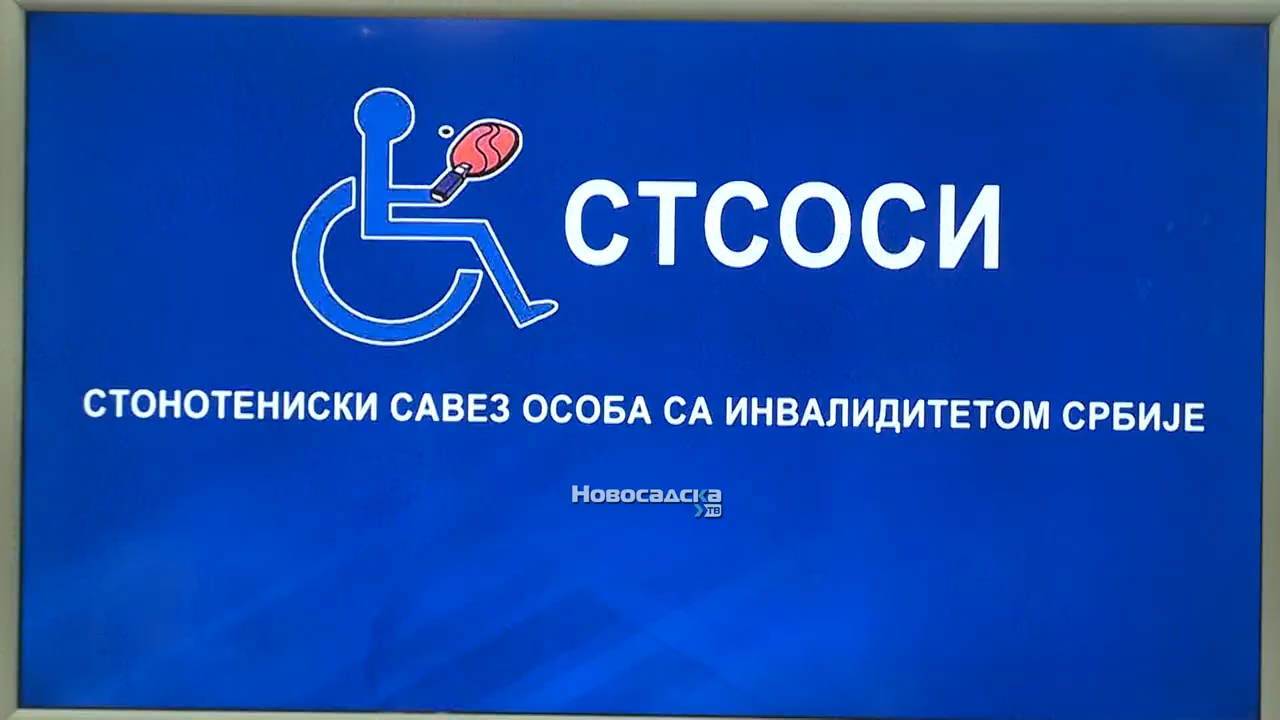 СТСОСИ
СТОНОТЕНИСКИ САВЕЗ ОСОБА СА ИНВАЛИДИТЕТОМ СРБИЈЕ
НОВОСАДСКА
ТВ